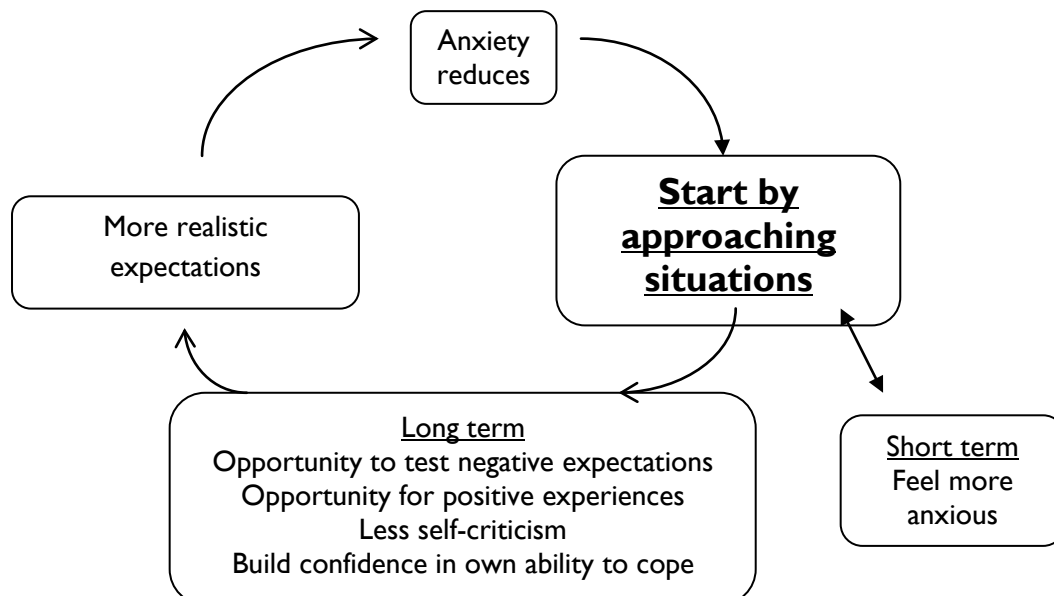 Anxiety
reduces
Start by
approaching
situations
More realistic
expectations
Long term
Opportunity to test negative expectations
Opportunity for positive experiences
Less self-criticism
Build confidence in own ability to cope
Short term
Feel more
anxious